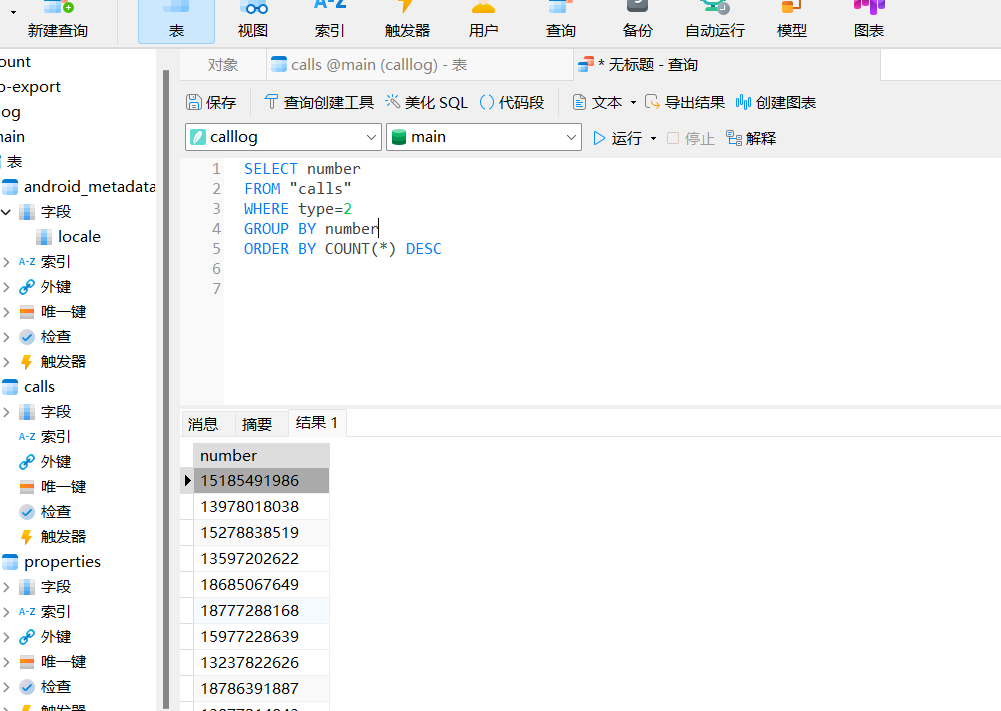 新建查询 表 视图 A-Z 索引 触发器 用户 查询 备份 自动运行 模型 图表
对象 calls @main (calllog) - 表 * 无标题 - 查询
保存 查询创建工具 美化 SQL () 代码段 文本 导出结果 创建图表
calllog main 运行 停止 解释
1 SELECT number
2 FROM "calls"
3 WHERE type=2
4 GROUP BY number
5 ORDER BY COUNT(*) DESC
6
7
消息 摘要 结果 1
number
15185491986
13978018038
15278838519
13597202622
18685067649
18777288168
15977228639
13237822626
18786391887
ount
o-export
log
main
表
android_metadata
字段
locale
A-Z 索引
外键
唯一键
检查
触发器
calls
字段
A-Z 索引
外键
唯一键
检查
触发器
properties
字段
A-Z 索引
外键
唯一键
检查
触发器